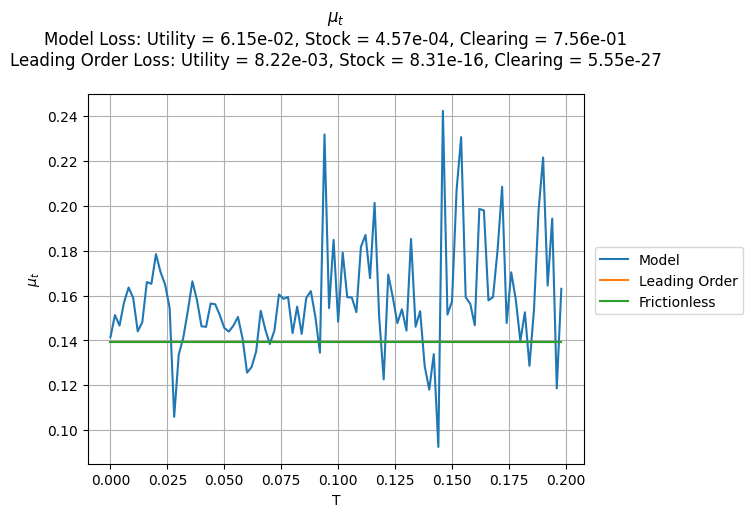 μt
Model Loss: Utility = 6.15e-02, Stock = 4.57e-04, Clearing = 7.56e-01
Leading Order Loss: Utility = 8.22e-03, Stock = 8.31e-16, Clearing = 5.55e-27
0.24
0.22
0.20
0.18
0.16
0.14
0.12
0.10
μt
0.000 0.025 0.050 0.075 0.100 0.125 0.150 0.175 0.200
T
Model
Leading Order
Frictionless